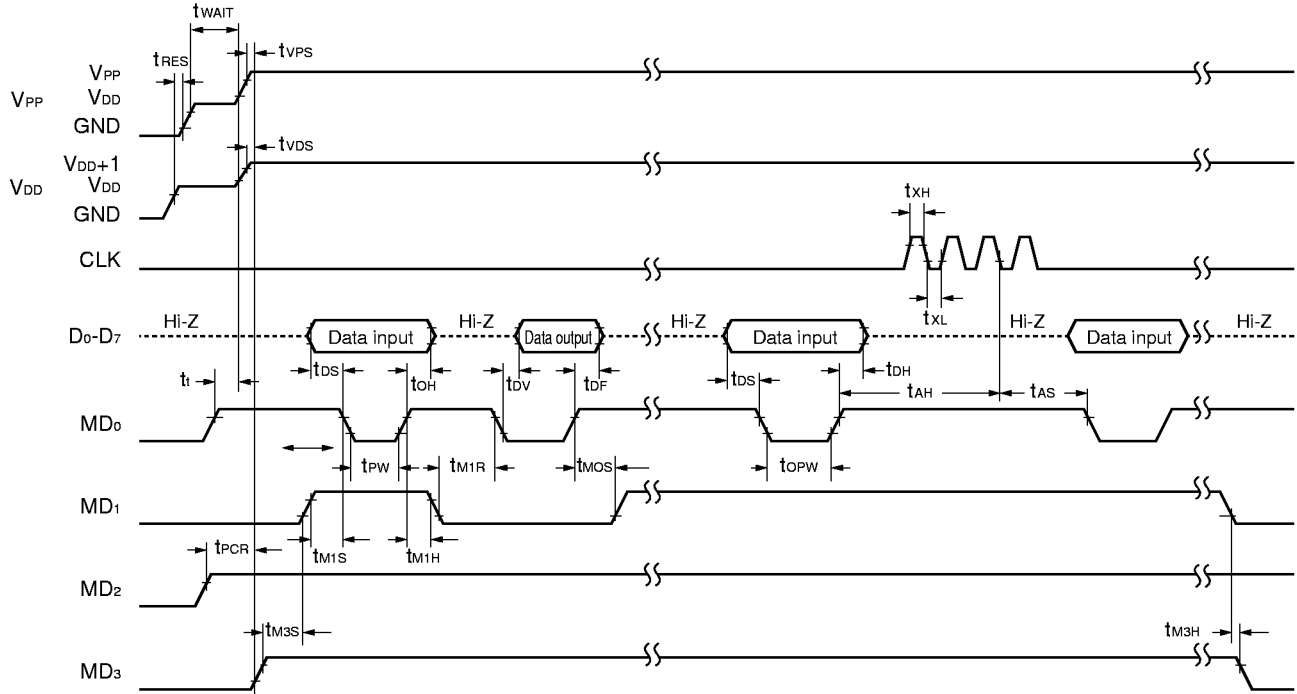 tWAIT
tVPS
tRES
VPP
VPP
VDD
GND
tVDS
VDD+1
VDD
VDD
GND
tXH
CLK
tXL
D0-D7
Hi-Z
Data input
Hi-Z
Data output
Hi-Z
Data input
Hi-Z
Data input
Hi-Z
tt
tDS
tOH
tDV
tDF
tDS
tDH
tAH
tAS
MD0
tPW
tM1R
tMOS
tOPW
MD1
tPCR
tM1S
tM1H
MD2
tM3S
tM3H
MD3